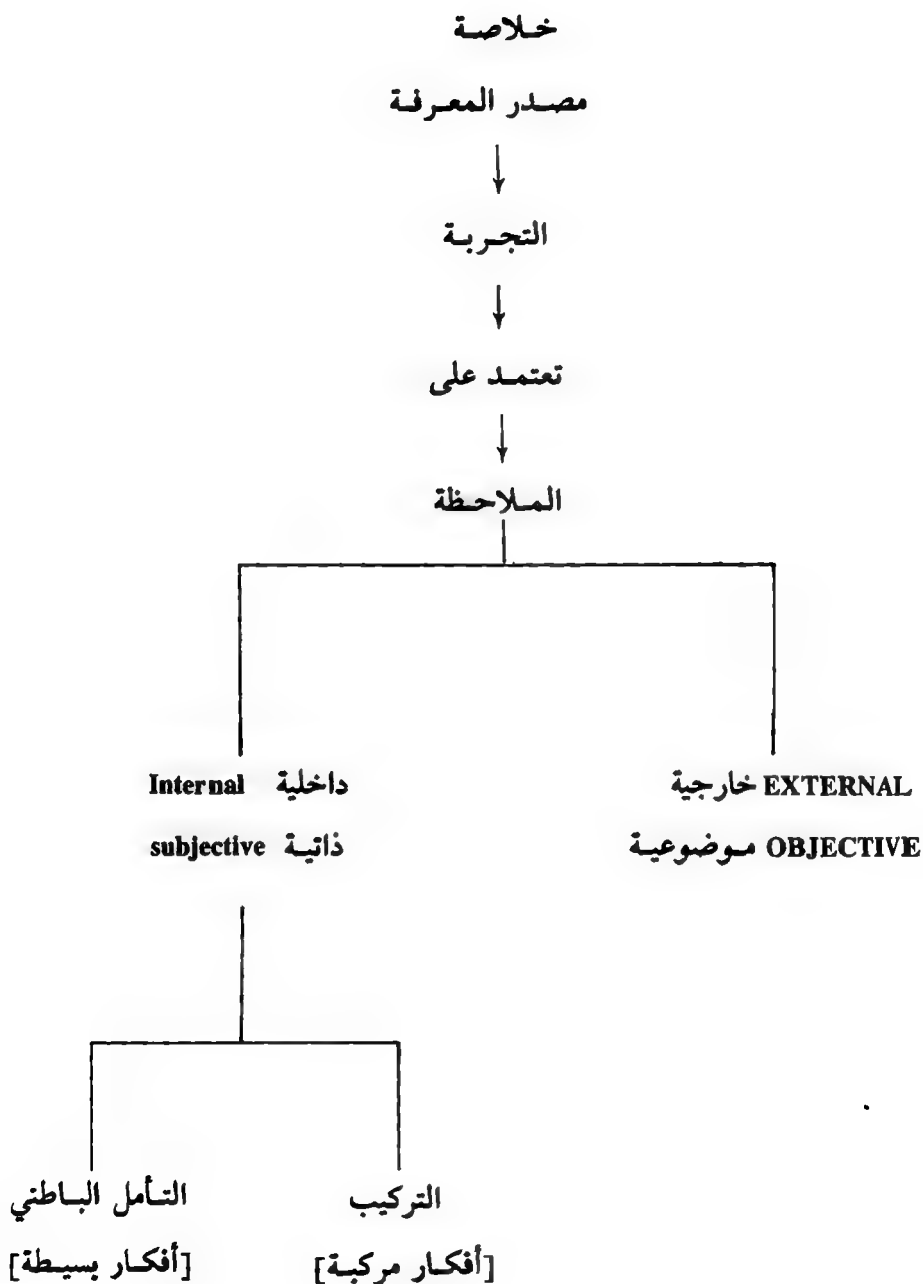 خلاصة
مصدر المعرفة
التجربة
تعتمد على
الملاحظة
خارجية EXTERNAL
موضوعية OBJECTIVE
داخلية Internal
ذاتية subjective
التركيب
[أفكار مركبة]
التأمل الباطني
[أفكار بسيطة]